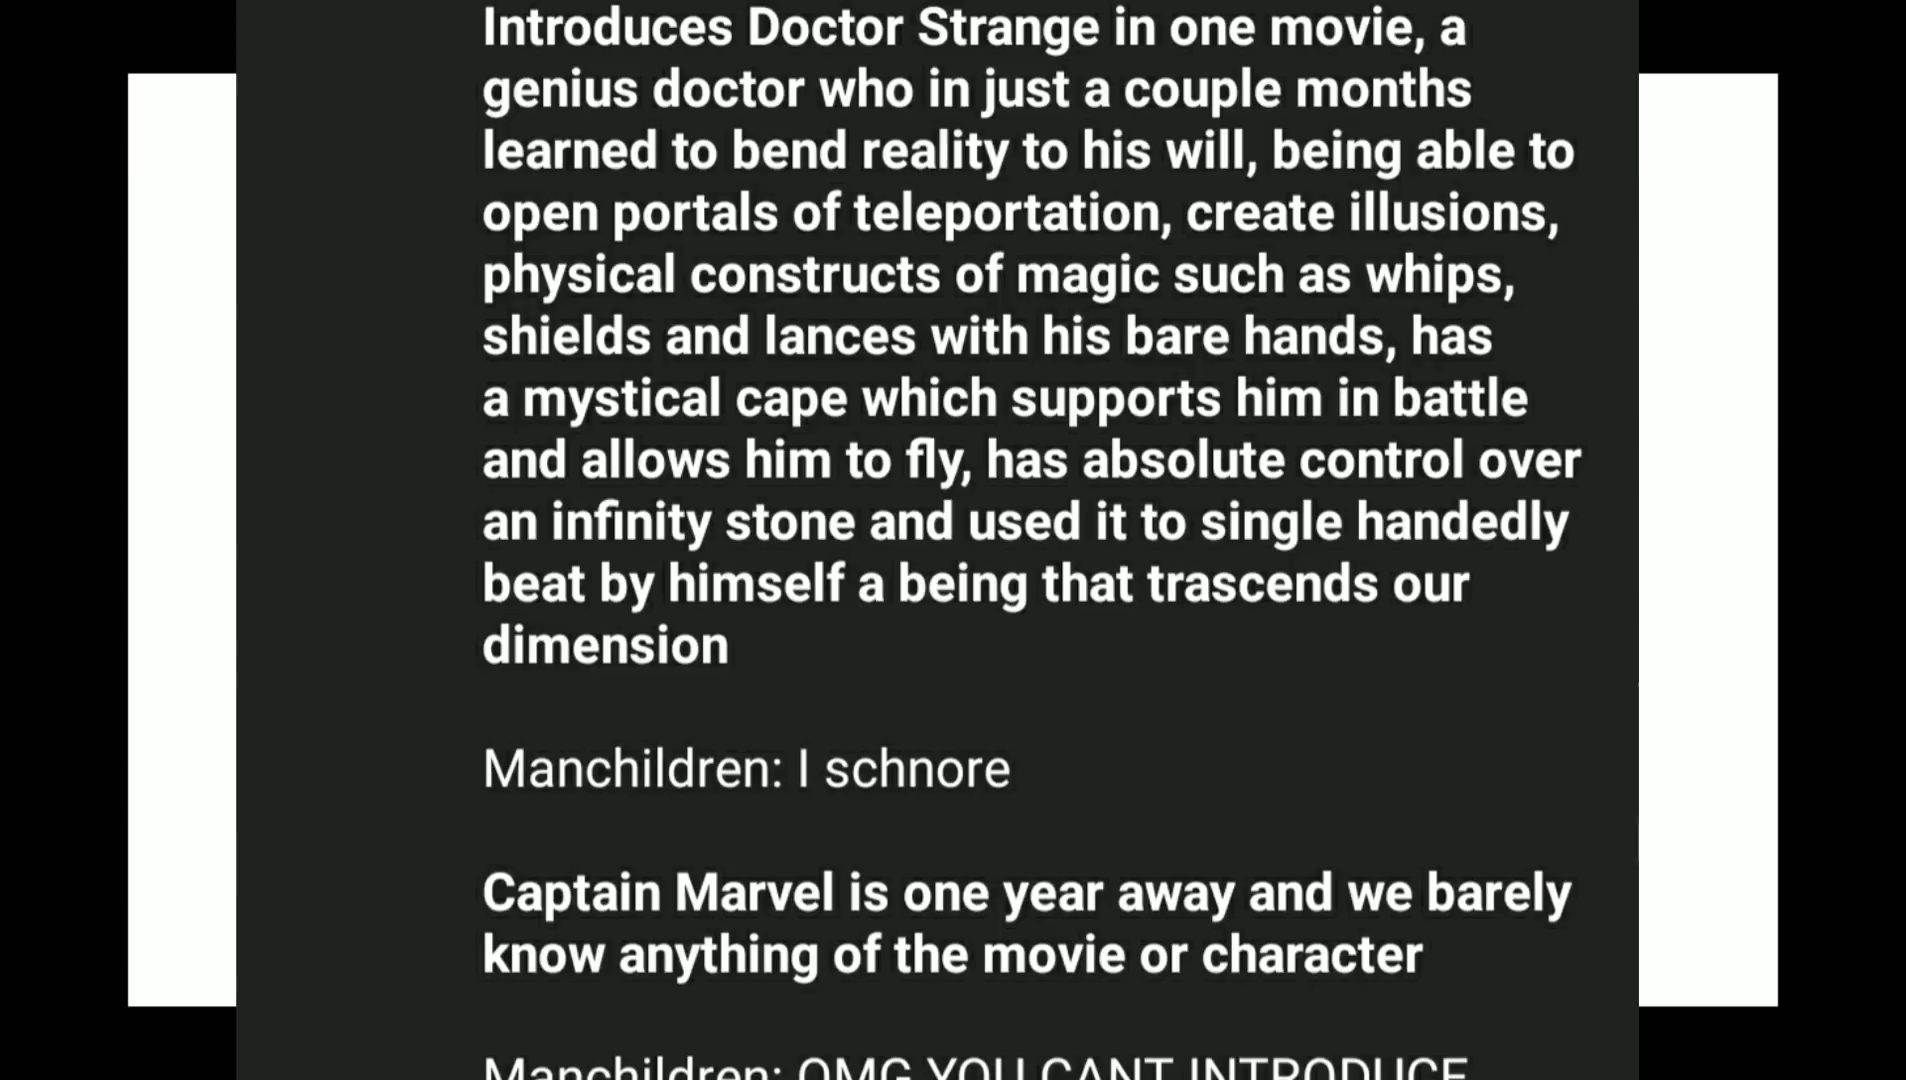 Introduces Doctor Strange in one movie, a
genius doctor who in just a couple months
learned to bend reality to his will, being able to
open portals of teleportation, create illusions,
physical constructs of magic such as whips,
shields and lances with his bare hands, has
a mystical cape which supports him in battle
and allows him to fly, has absolute control over
an infinity stone and used it to single handedly
beat by himself a being that trascends our
dimension
Manchildren: I schnore
Captain Marvel is one year away and we barely
know anything of the movie or character
Manchildren: OMG YOU CANT INTRODUCE